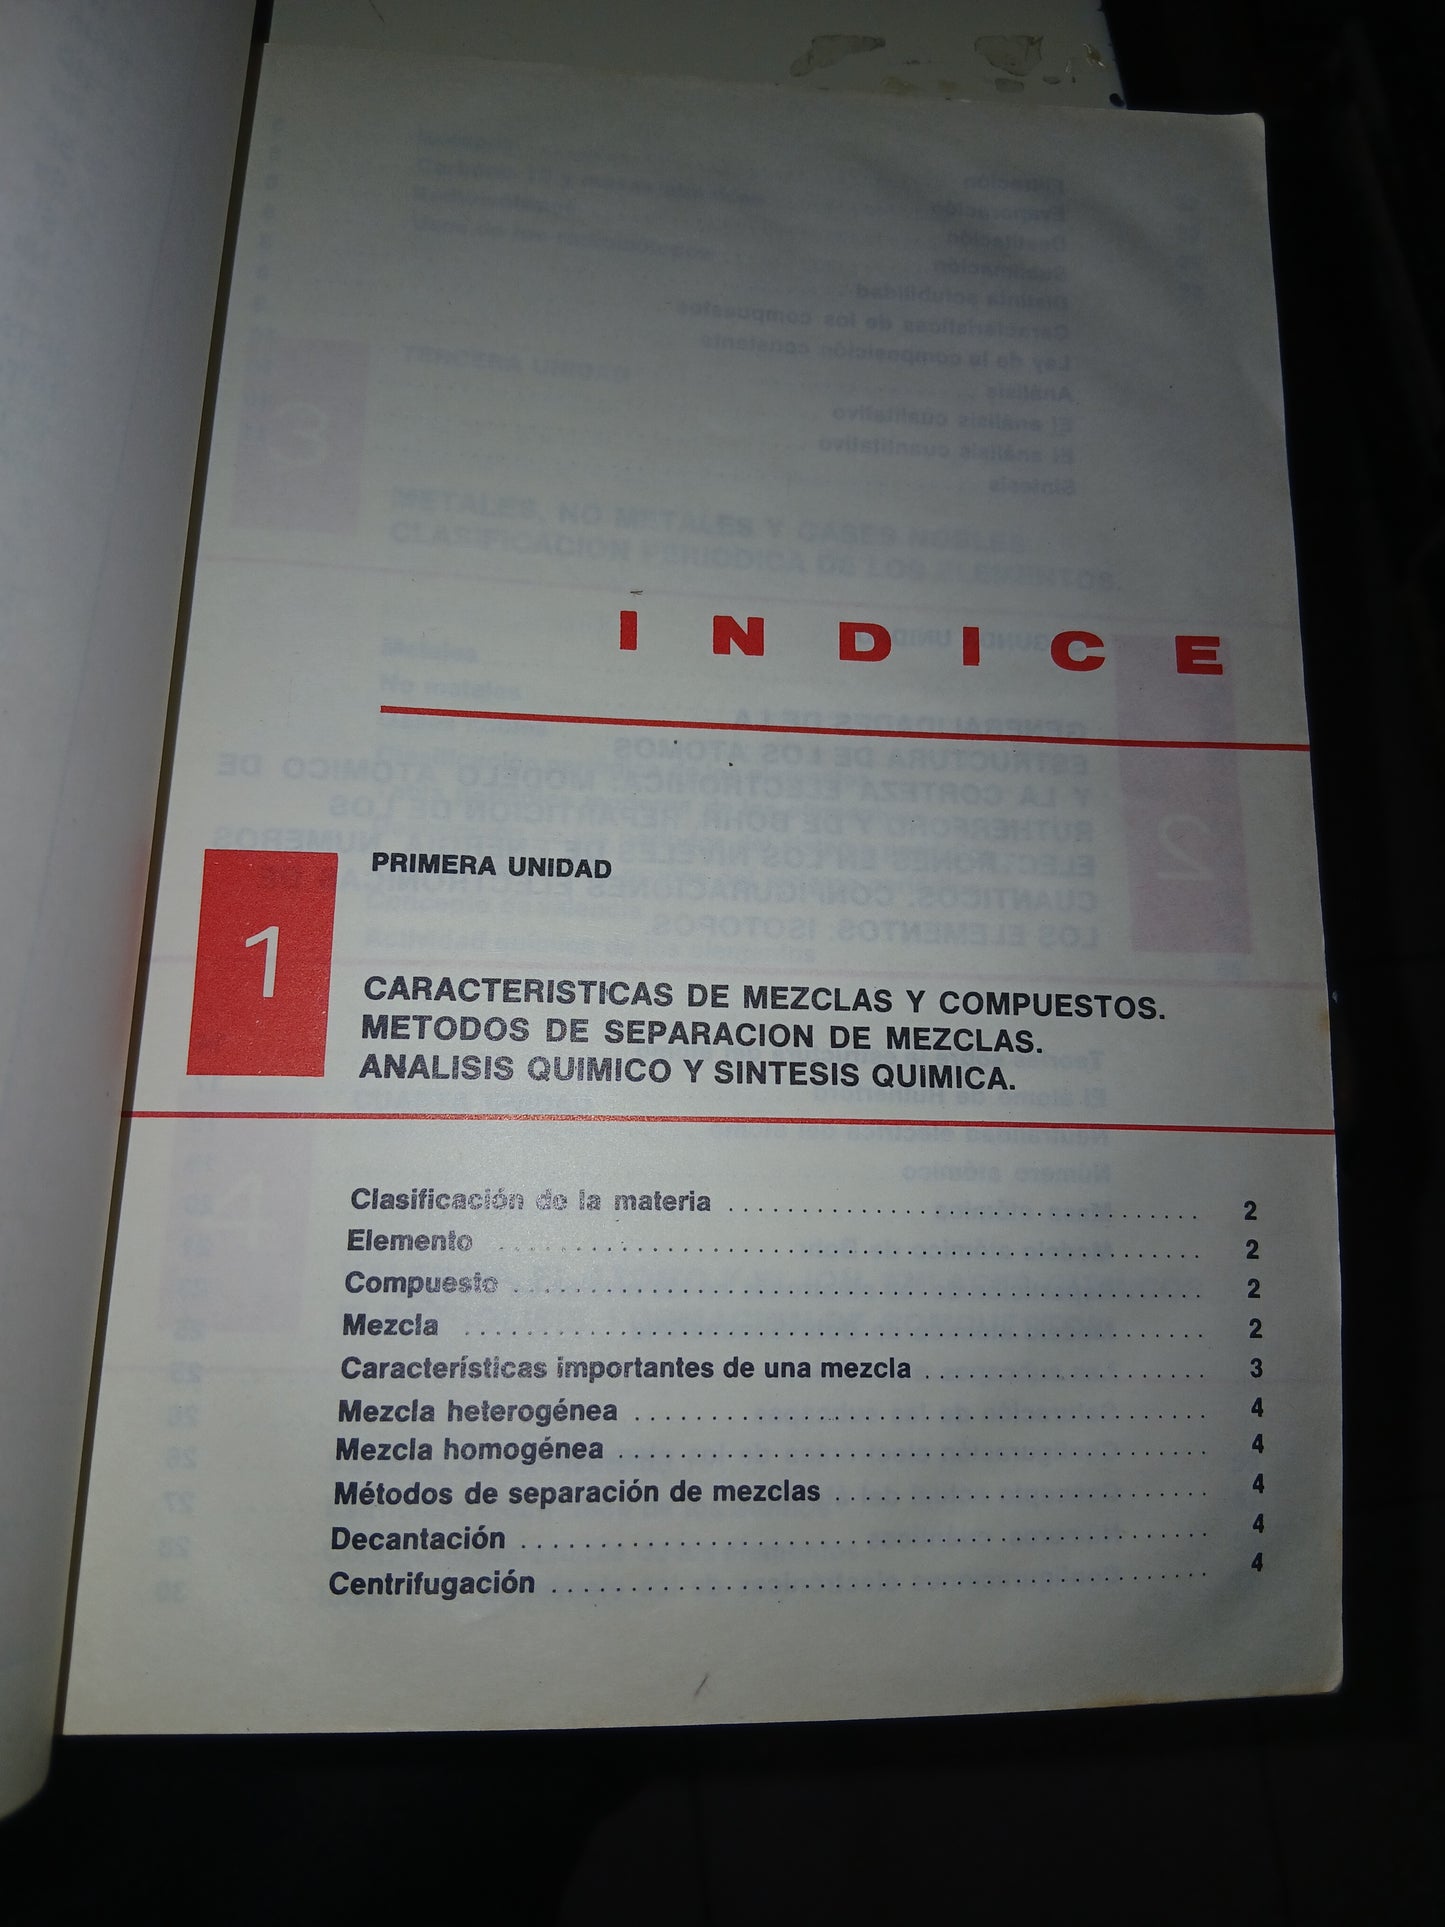 INDICE
1
PRIMERA UNIDAD
CARACTERISTICAS DE MEZCLAS Y COMPUESTOS.
METODOS DE SEPARACION DE MEZCLAS.
ANALISIS QUIMICO Y SINTESIS QUIMICA.
Clasificación de la materia ........................................ 2
Elemento ........................................ 2
Compuesto ........................................ 2
Mezcla ........................................ 2
Características importantes de una mezcla .................... 3
Mezcla heterogénea ........................................ 4
Mezcla homogénea ........................................ 4
Métodos de separación de mezclas .......................... 4
Decantación ........................................ 4
Centrifugación ........................................ 4